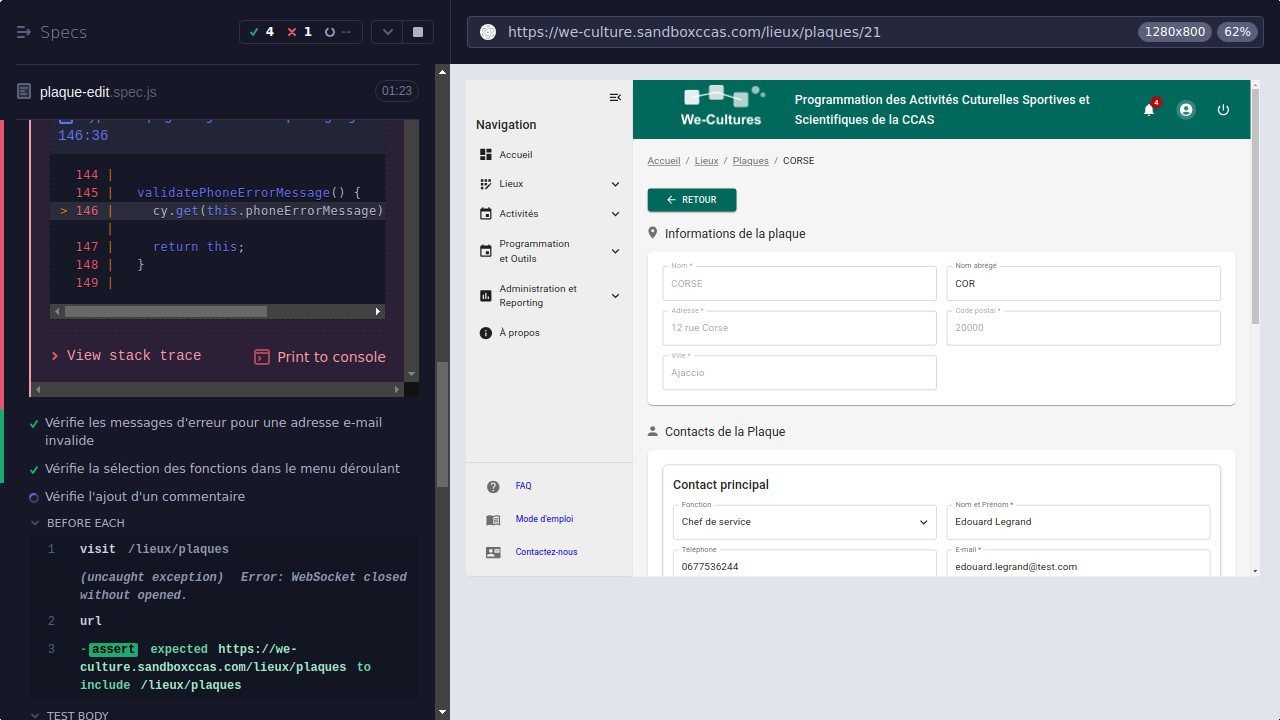 Specs
4
1
--
plaque-edit spec.js
01:23
146:36
144 |
145 | validatePhoneErrorMessage() {
> 146 | cy.get(this.phoneErrorMessage)
|
147 | return this;
148 | }
149 |
View stack trace
Print to console
Vérifie les messages d'erreur pour une adresse e-mail
invalide
Vérifie la sélection des fonctions dans le menu déroulant
Vérifie l'ajout d'un commentaire
BEFORE EACH
1 visit /lieux/plaques
(uncaught exception) Error: WebSocket closed
without opened.
2 url
3 -assert expected https://we-
culture.sandboxccas.com/lieux/plaques to
include /lieux/plaques
TEST BODY
https://we-culture.sandboxccas.com/lieux/plaques/21
1280x800
62%
Navigation
Accueil
Lieux
Activités
Programmation
et Outils
Administration et
Reporting
À propos
FAQ
Mode d'emploi
Contactez-nous
We-Cultures
Programmation des Activités Cuturelles Sportives et
Scientifiques de la CCAS
4
Accueil / Lieux / Plaques / CORSE
RETOUR
Informations de la plaque
Nom *
CORSE
Nom abrégé
COR
Adresse *
12 rue Corse
Code postal *
20000
Ville *
Ajaccio
Contacts de la Plaque
Contact principal
Fonction
Chef de service
Nom et Prénom *
Edouard Legrand
Téléphone
0677536244
E-mail *
edouard.legrand@test.com